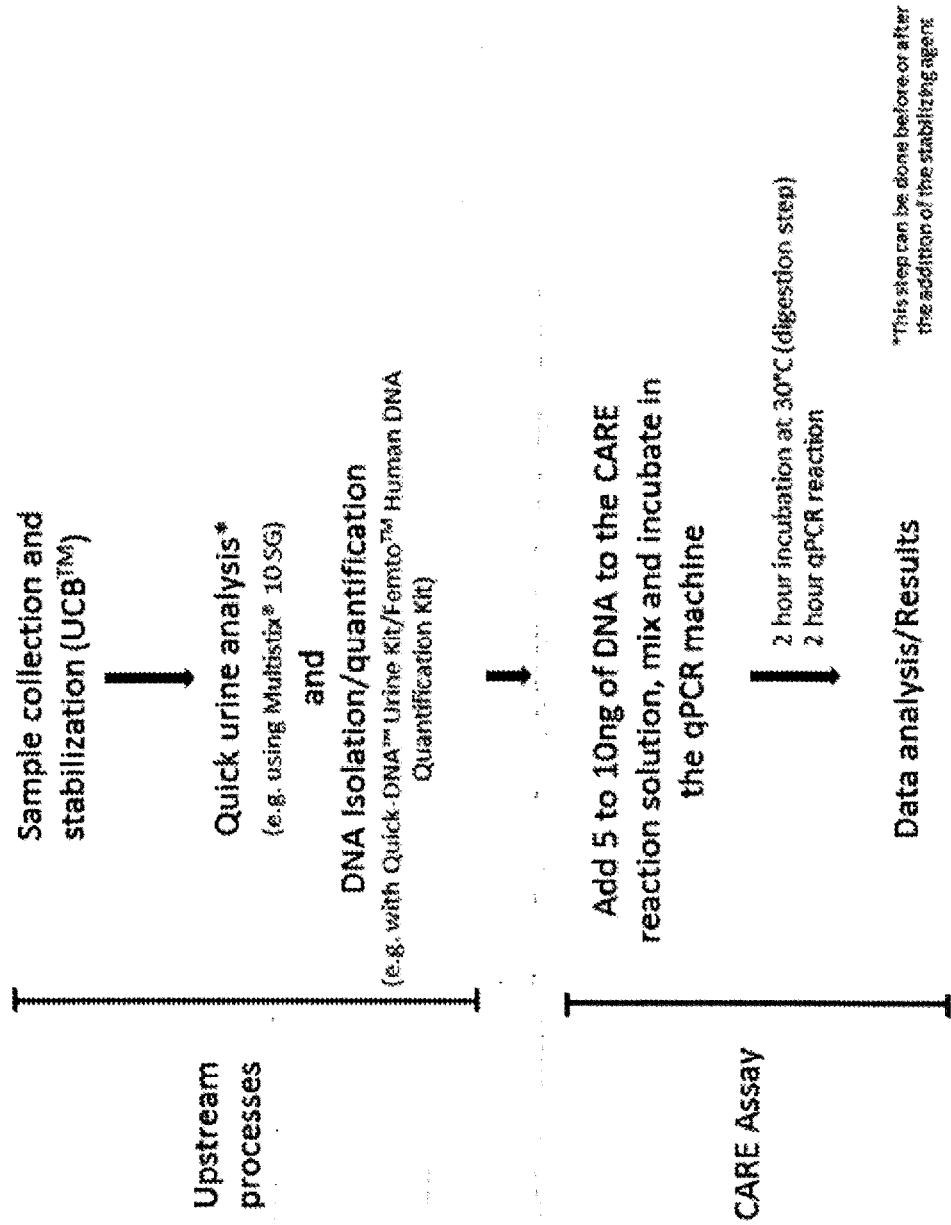 Upstream
processes
Sample collection and
stabilization (UCB™)
Quick urine analysis*
(e.g. using Multistix® 10 SG)
and
DNA Isolation/quantification
(e.g. with Quick-DNA™ Urine Kit/Femto™ Human DNA
Quantification Kit)
CARE Assay
Add 5 to 10ng of DNA to the CARE
reaction solution, mix and incubate in
the qPCR machine
2 hour incubation at 30°C (digestion step)
2 hour qPCR reaction
Data analysis/Results
*This step can be done before or after
the addition of the stabilizing agent